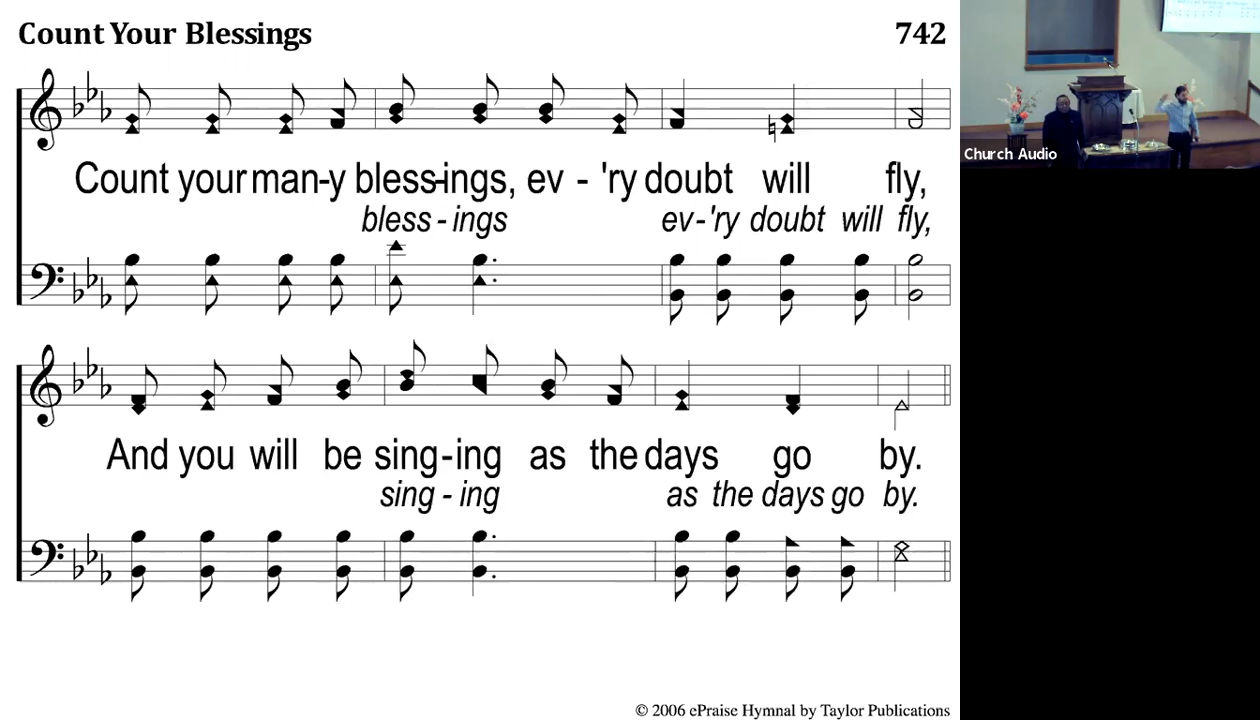 Count Your Blessings 742
Church Audio
Count your man-y bless-ings, ev - 'ry doubt will fly,
bless - ings ev-'ry doubt will fly,
And you will be sing-ing as the days go by.
sing - ing as the days go by.
© 2006 ePraise Hymnal by Taylor Publications